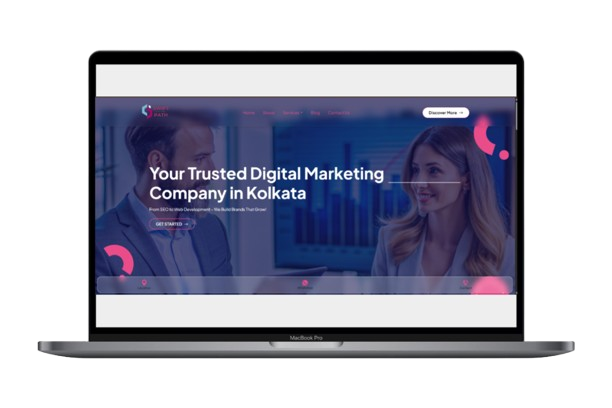 Home About Services Blog Contact Us
Discover More →
Your Trusted Digital Marketing
Company in Kolkata
From SEO to Web Development – We Build Brands That Grow!
GET STARTED →
MacBook Pro